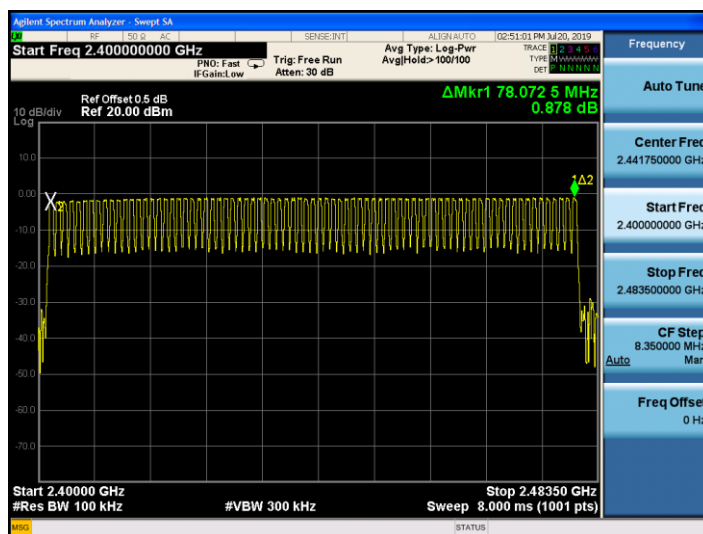 Agilent Spectrum Analyzer - Swept SA
RF 50 Ω AC SENSE:INT ALIGN AUTO 02:51:01 PM Jul 20, 2019
Start Freq 2.400000000 GHz
PNO: Fast
IFGain:Low
Trig: Free Run
Atten: 30 dB
Avg Type: Log-Pwr
Avg|Hold:>100/100
TRACE 1 2 3 4 5 6
TYPE M
DET P N N N N N
Frequency
Auto Tune
Center Freq
2.441750000 GHz
Start Freq
2.400000000 GHz
Stop Freq
2.483500000 GHz
CF Step
8.350000 MHz
Auto Man
Freq Offset
0 Hz
Ref Offset 0.5 dB
10 dB/div Ref 20.00 dBm
Log
ΔMkr1 78.072 5 MHz
0.878 dB
10.0
0.00
-10.0
-20.0
-30.0
-40.0
-50.0
-60.0
-70.0
X2
1Δ2
Start 2.40000 GHz Stop 2.48350 GHz
#Res BW 100 kHz #VBW 300 kHz Sweep 8.000 ms (1001 pts)
MSG STATUS